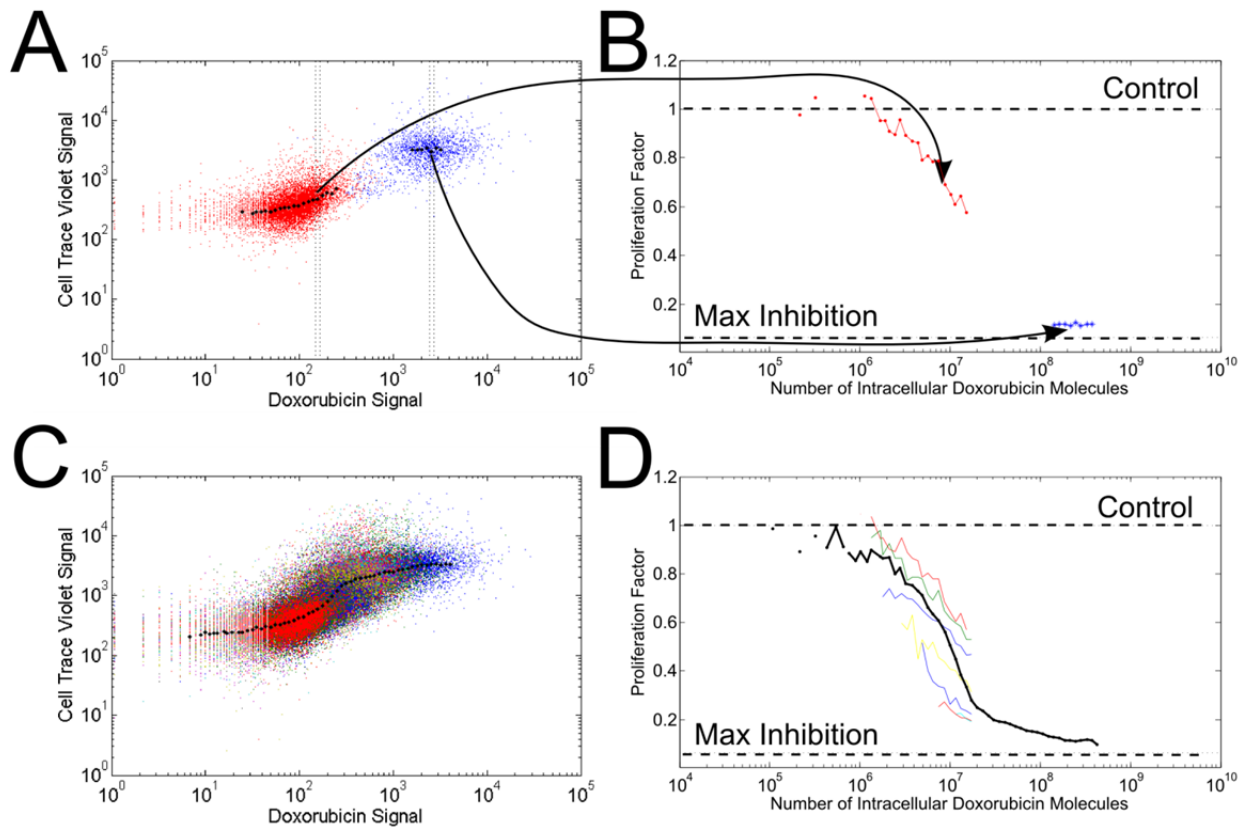 A
Cell Trace Violet Signal
10^5
10^4
10^3
10^2
10^1
10^0
10^0 10^1 10^2 10^3 10^4 10^5
Doxorubicin Signal
B
Proliferation Factor
1.2
1
0.8
0.6
0.4
0.2
Control
Max Inhibition
10^4 10^5 10^6 10^7 10^8 10^9 10^10
Number of Intracellular Doxorubicin Molecules
C
Cell Trace Violet Signal
10^5
10^4
10^3
10^2
10^1
10^0
10^0 10^1 10^2 10^3 10^4 10^5
Doxorubicin Signal
D
Proliferation Factor
1.2
1
0.8
0.6
0.4
0.2
Control
Max Inhibition
10^4 10^5 10^6 10^7 10^8 10^9 10^10
Number of Intracellular Doxorubicin Molecules